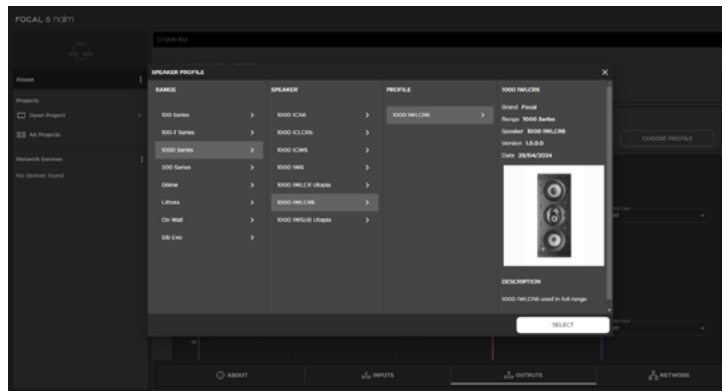 FOCAL & naim
CI Unifi 102
House
Projects
Open Project
All Projects
Network Devices
No devices found
SPEAKER PROFILE
RANGE
100 Series
100-T Series
1000 Series
300 Series
Dôme
Littora
On Wall
Sib Evo
SPEAKER
1000 ICA6
1000 ICLCR5
1000 ICW6
1000 IW6
1000 IWLCR Utopia
1000 IWLCR6
1000 IWSUB Utopia
PROFILE
1000 IWLCR6
1000 IWLCR6
Brand Focal
Range 1000 Series
Speaker 1000 IWLCR6
Version 1.0.0.0
Date 29/04/2024
DESCRIPTION
1000 IWLCR6 used in full range
SELECT
CHOOSE PROFILE
ABOUT
INPUTS
OUTPUTS
NETWORK